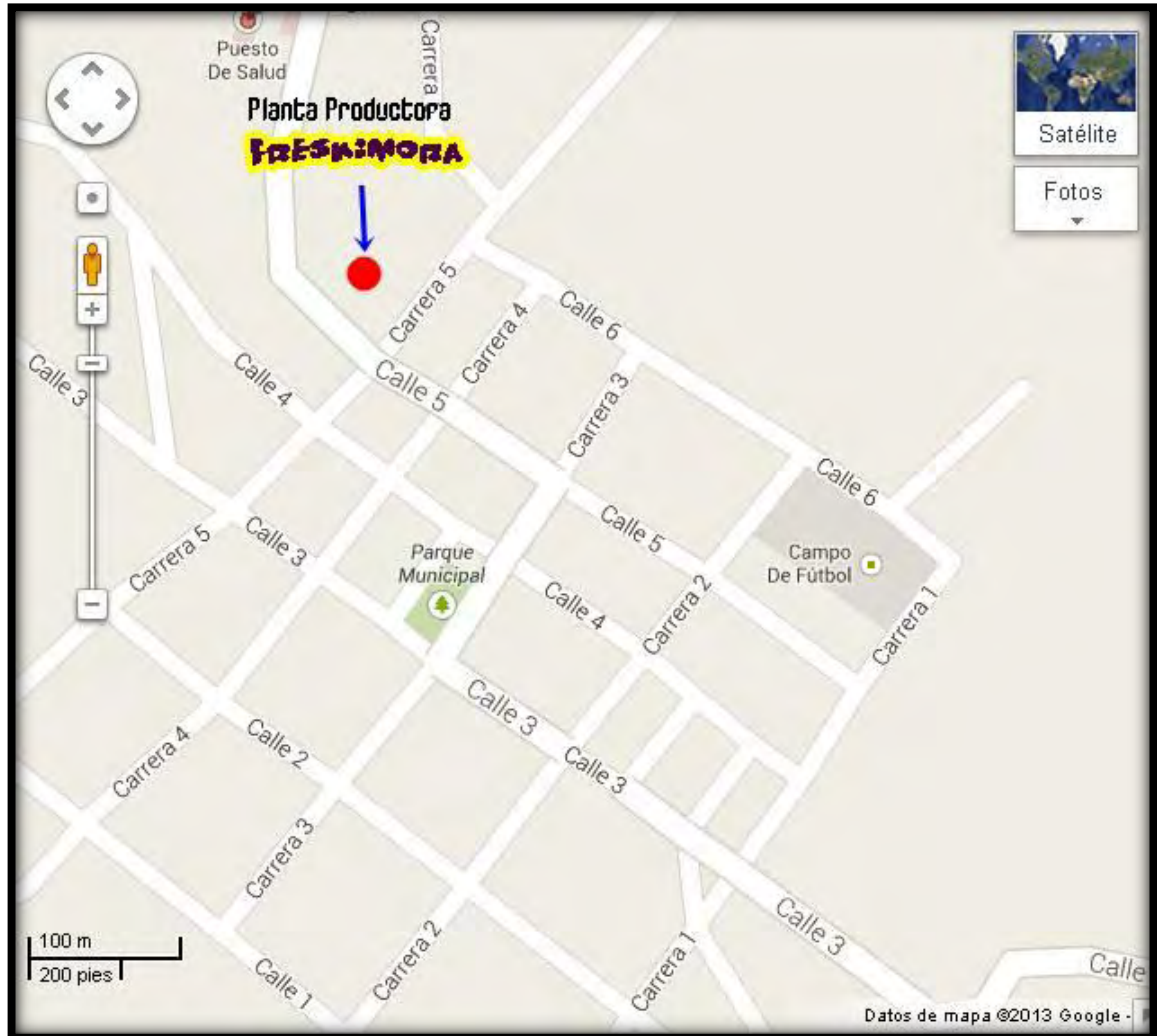 Puesto
De Salud
Carrera
Planta Productora
FRESKIMORA
Satélite
Fotos
Carrera 5
Carrera 4
Calle 6
Calle 3
Calle 4
Calle 5
Carrera 3
Calle 6
Calle 5
Carrera 5
Calle 3
Parque
Municipal
Campo
De Fútbol
Carrera 2
Calle 4
Carrera 1
Calle 3
Calle 2
Calle 3
Carrera 4
Carrera 3
Calle 3
Carrera 2
Carrera 1
Calle 1
Calle
100 m
200 pies
Datos de mapa ©2013 Google -